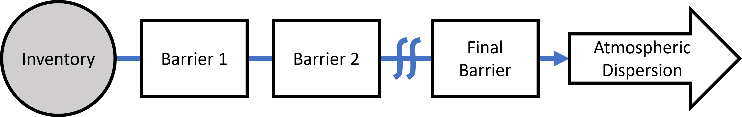 Inventory
Barrier 1
Barrier 2
Final
Barrier
Atmospheric
Dispersion